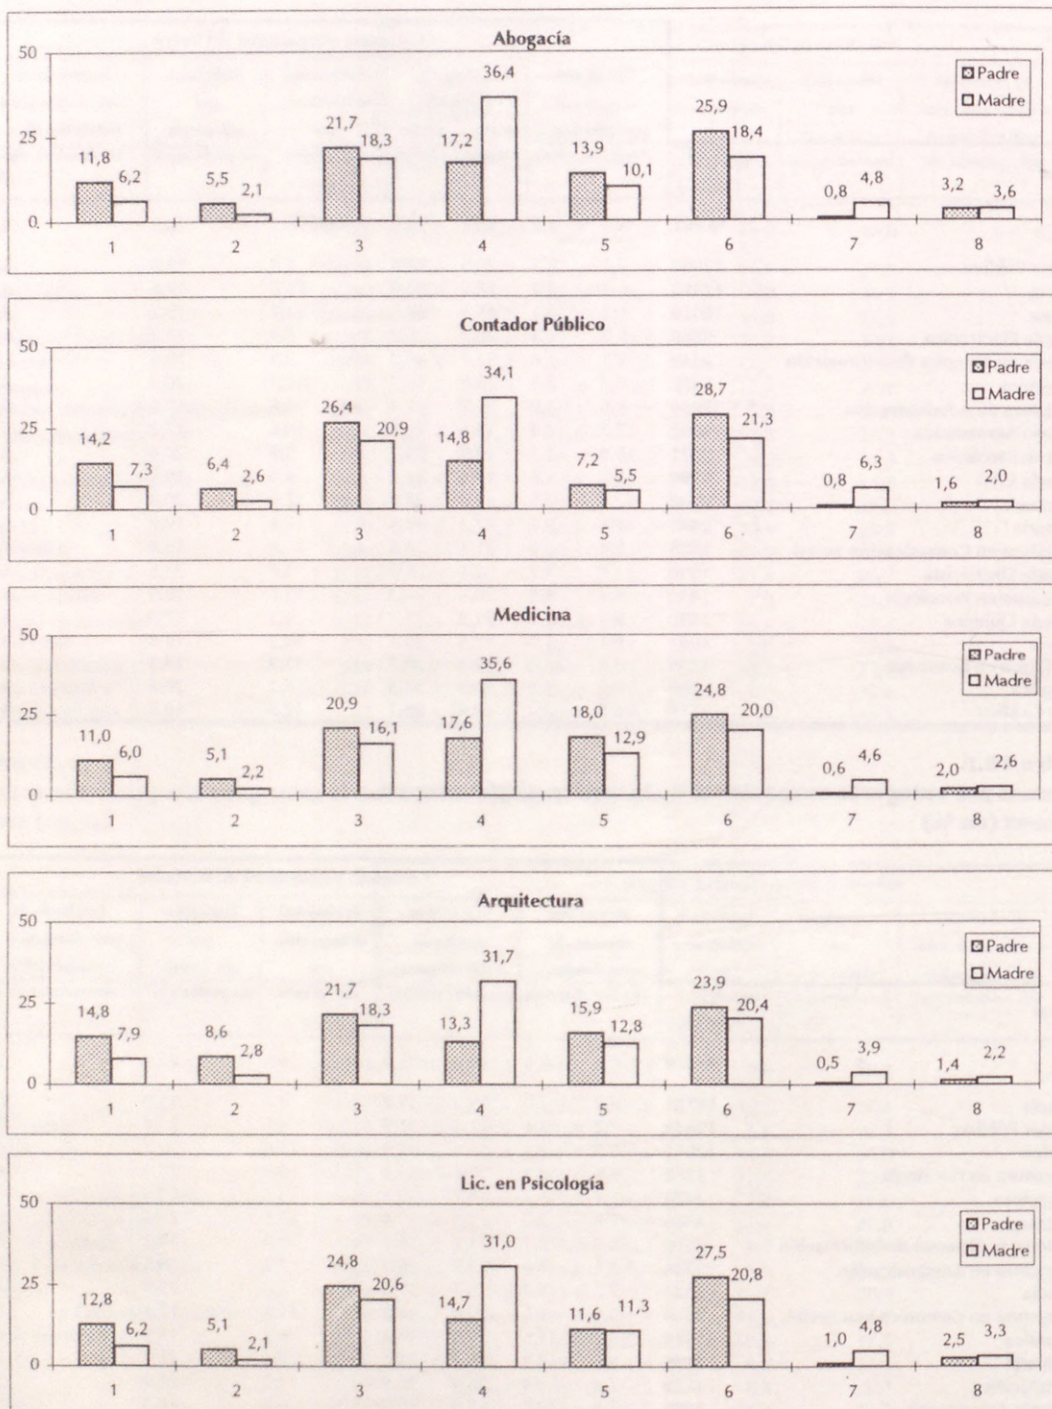 Abogacía
50
25
0
Padre
Madre
11,8 6,2 5,5 2,1 21,7 18,3 17,2 36,4 13,9 10,1 25,9 18,4 0,8 4,8 3,2 3,6
1 2 3 4 5 6 7 8
Contador Público
50
25
0
Padre
Madre
14,2 7,3 6,4 2,6 26,4 20,9 14,8 34,1 7,2 5,5 28,7 21,3 0,8 6,3 1,6 2,0
1 2 3 4 5 6 7 8
Medicina
50
25
0
Padre
Madre
11,0 6,0 5,1 2,2 20,9 16,1 17,6 35,6 18,0 12,9 24,8 20,0 0,6 4,6 2,0 2,6
1 2 3 4 5 6 7 8
Arquitectura
50
25
0
Padre
Madre
14,8 7,9 8,6 2,8 21,7 18,3 13,3 31,7 15,9 12,8 23,9 20,4 0,5 3,9 1,4 2,2
1 2 3 4 5 6 7 8
Lic. en Psicología
50
25
0
Padre
Madre
12,8 6,2 5,1 2,1 24,8 20,6 14,7 31,0 11,6 11,3 27,5 20,8 1,0 4,8 2,5 3,3
1 2 3 4 5 6 7 8